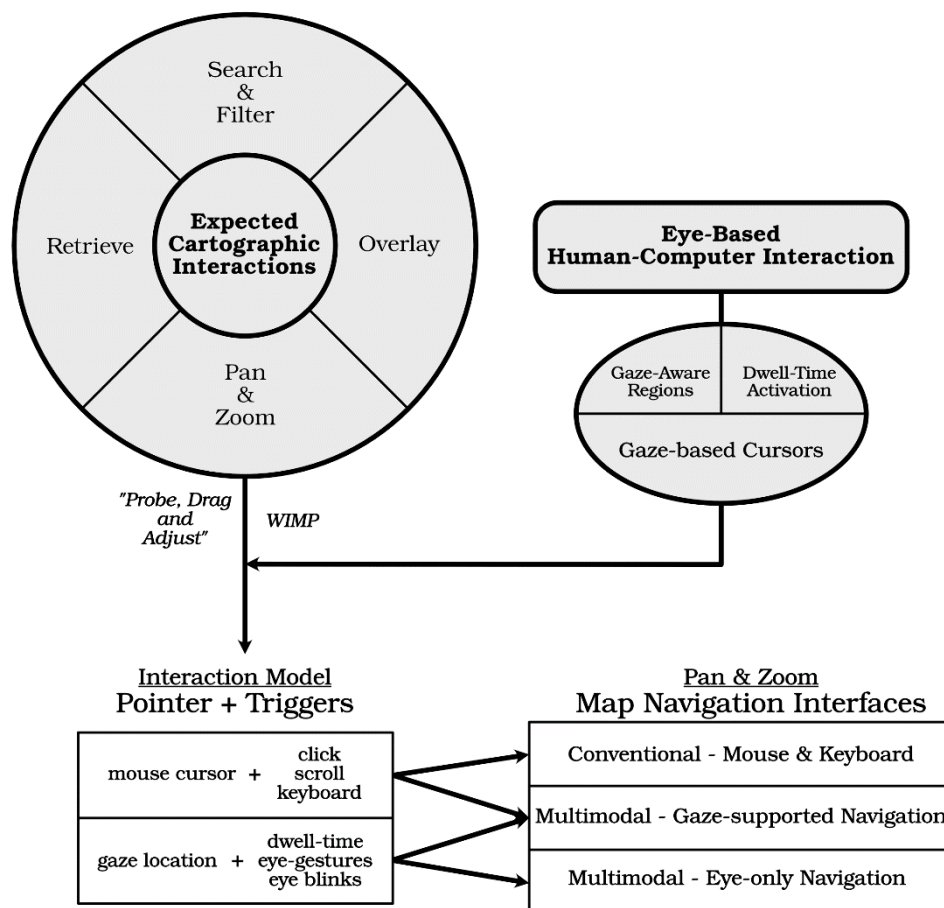 Search
&
Filter
Retrieve
Expected
Cartographic
Interactions
Overlay
Pan
&
Zoom
Eye-Based
Human-Computer Interaction
Gaze-Aware
Regions
Dwell-Time
Activation
Gaze-based Cursors
"Probe, Drag
and
Adjust"
WIMP
Interaction Model
Pointer + Triggers
mouse cursor +
click
scroll
keyboard
gaze location +
dwell-time
eye-gestures
eye blinks
Pan & Zoom
Map Navigation Interfaces
Conventional - Mouse & Keyboard
Multimodal - Gaze-supported Navigation
Multimodal - Eye-only Navigation